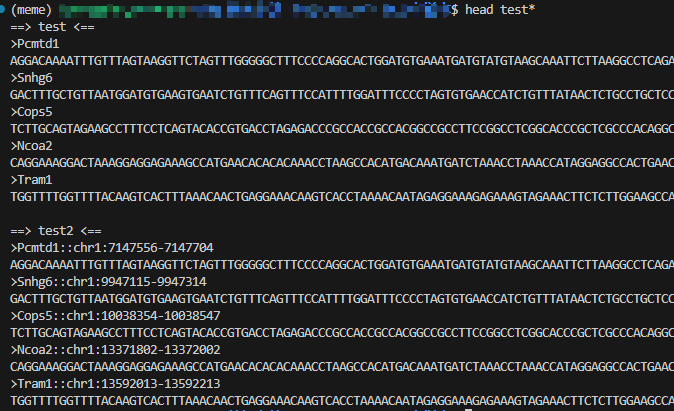 (meme) $ head test*
==> test <==
>Pcmtd1
AGGACAAAATTTGTTTAGTAAGGTTCTAGTTTGGGGGCTTTCCCCAGGCACTGGATGTGAAATGATGTATGTAAGCAAATTCTTAAGGCCTCAGA
>Snhg6
GACTTTGCTGTTAATGGATGTGAAGTGAATCTGTTTCAGTTTCCATTTTGGATTTCCCCTAGTGTGAACCATCTGTTTATAACTCTGCCTGCTCC
>Cops5
TCTTGCAGTAGAAGCCTTTCCTCAGTACACCGTGACCTAGAGACCCGCCACCGCCACGGCCGCCTTCCGGCCTCGGCACCCGCTCGCCCACAGGC
>Ncoa2
CAGGAAAGGACTAAAGGAGGAGAAAGCCATGAACACACACAAACCTAAGCCACATGACAAATGATCTAAACCTAAACCATAGGAGGCCACTGAAC
>Tram1
TGGTTTTGGTTTTACAAGTCACTTTAAACAACTGAGGAAACAAGTCACCTAAAACAATAGAGGAAAGAGAAAGTAGAAACTTCTCTTGGAAGCCA
==> test2 <==
>Pcmtd1::chr1:7147556-7147704
AGGACAAAATTTGTTTAGTAAGGTTCTAGTTTGGGGGCTTTCCCCAGGCACTGGATGTGAAATGATGTATGTAAGCAAATTCTTAAGGCCTCAGA
>Snhg6::chr1:9947115-9947314
GACTTTGCTGTTAATGGATGTGAAGTGAATCTGTTTCAGTTTCCATTTTGGATTTCCCCTAGTGTGAACCATCTGTTTATAACTCTGCCTGCTCC
>Cops5::chr1:10038354-10038547
TCTTGCAGTAGAAGCCTTTCCTCAGTACACCGTGACCTAGAGACCCGCCACCGCCACGGCCGCCTTCCGGCCTCGGCACCCGCTCGCCCACAGGC
>Ncoa2::chr1:13371802-13372002
CAGGAAAGGACTAAAGGAGGAGAAAGCCATGAACACACACAAACCTAAGCCACATGACAAATGATCTAAACCTAAACCATAGGAGGCCACTGAAC
>Tram1::chr1:13592013-13592213
TGGTTTTGGTTTTACAAGTCACTTTAAACAACTGAGGAAACAAGTCACCTAAAACAATAGAGGAAAGAGAAAGTAGAAACTTCTCTTGGAAGCCA